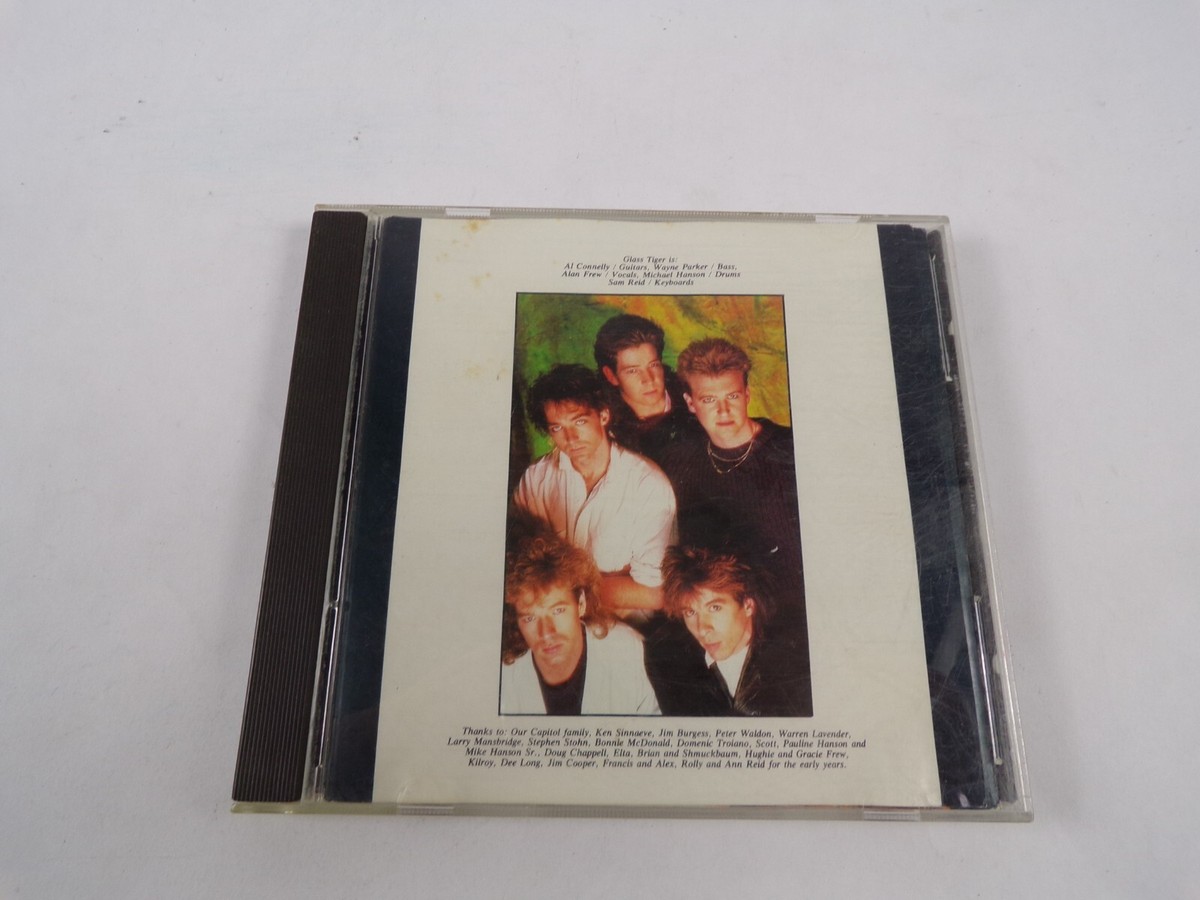 Glass Tiger is:
Al Connelly / Guitars, Wayne Parker / Bass,
Alan Frew / Vocals, Michael Hanson / Drums
Sam Reid / Keyboards
Thanks to: Our Capitol family, Ken Sinnaeve, Jim Burgess, Peter Waldon, Warren Lavender,
Larry Mansbridge, Stephen Stohn, Bonnie McDonald, Domenic Troiano, Scott, Pauline Hanson and
Mike Hanson Sr., Doug Chappell, Elta, Brian and Shmuckbaum, Hughie and Gracie Frew,
Kilroy, Dee Long, Jim Cooper, Francis and Alex, Rolly and Ann Reid for the early years.